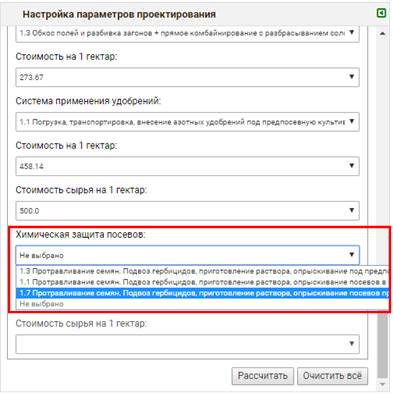 Настройка параметров проектирования
1.3 Обкос полей и разбивка загонов + прямое комбайнирование с разбрасыванием
Стоимость на 1 гектар:
273.67
Система применения удобрений:
1.1 Погрузка, транспортировка, внесение азотных удобрений под предпосевную
Стоимость на 1 гектар:
458.14
Стоимость сырья на 1 гектар:
500.0
Химическая защита посевов:
Не выбрано
1.3 Протравливание семян. Подвоз гербицидов, приготовление раствора, опрыскивание под
1.1 Протравливание семян. Подвоз гербицидов, приготовление раствора, опрыскивание посевов в
1.7 Протравливание семян. Подвоз гербицидов, приготовление раствора, опрыскивание посевов
Не выбрано
Стоимость сырья на 1 гектар:
Рассчитать Очистить всё